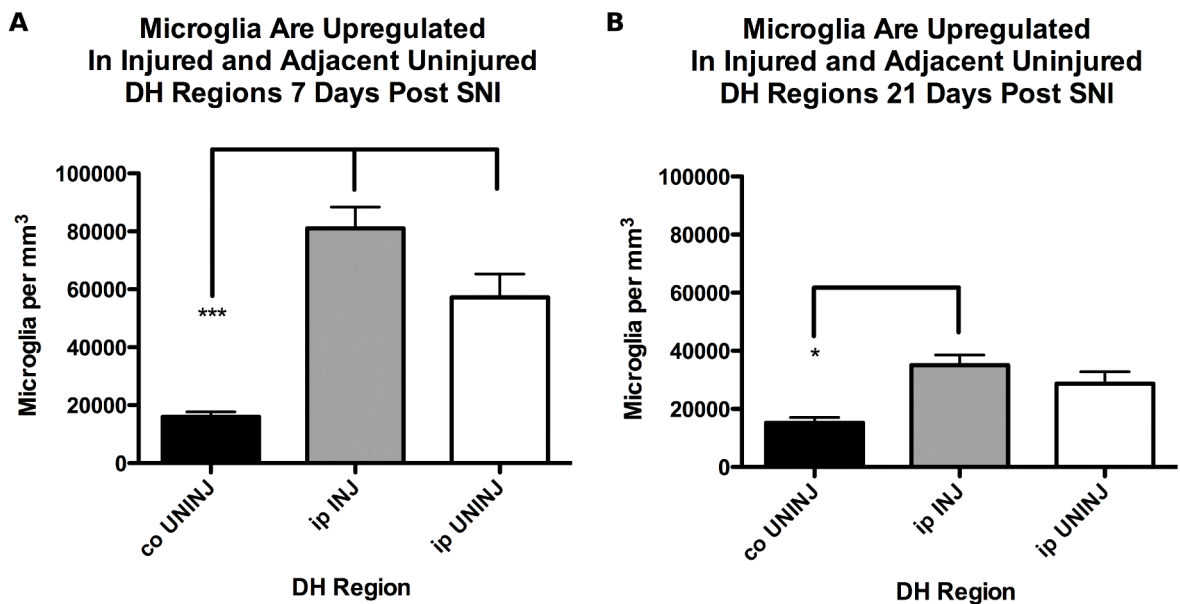 A
Microglia Are Upregulated
In Injured and Adjacent Uninjured
DH Regions 7 Days Post SNI
100000
80000
60000
40000
20000
0
Microglia per mm³
***
co UNINJ
ip INJ
ip UNINJ
DH Region
B
Microglia Are Upregulated
In Injured and Adjacent Uninjured
DH Regions 21 Days Post SNI
100000
80000
60000
40000
20000
0
Microglia per mm³
*
co UNINJ
ip INJ
ip UNINJ
DH Region